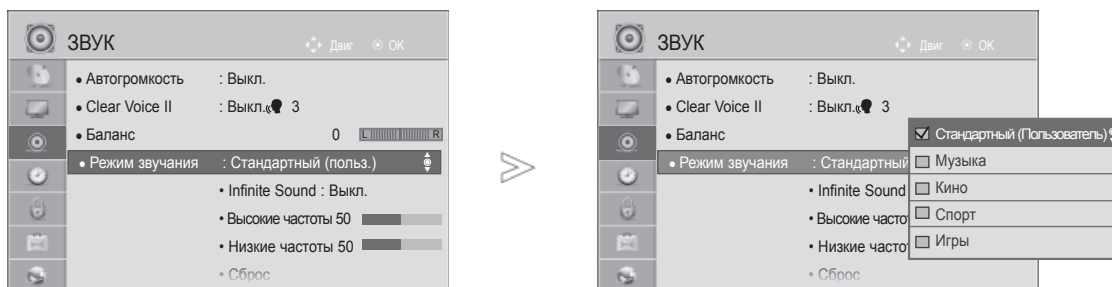 ЗВУК
Двиг OK
• Автогромкость : Выкл.
• Clear Voice II : Выкл. 3
• Баланс 0 L R
• Режим звучания : Стандартный (польз.)
• Infinite Sound : Выкл.
• Высокие частоты 50
• Низкие частоты 50
• Сброс
ЗВУК
Двиг OK
• Автогромкость : Выкл.
• Clear Voice II : Выкл. 3
• Баланс
• Режим звучания : Стандартный
• Infinite Sound
• Высокие часто
• Низкие часто
• Сброс
Стандартный (Пользователь)
Музыка
Кино
Спорт
Игры